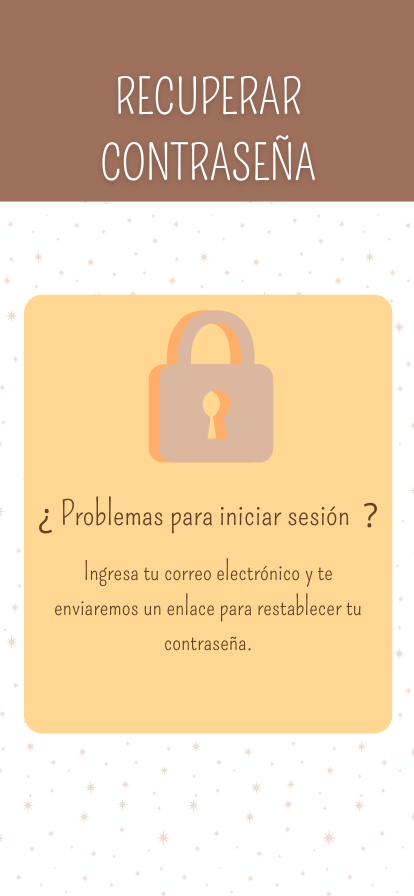 RECUPERAR
CONTRASEÑA
¿ Problemas para iniciar sesión ?
Ingresa tu correo electrónico y te
enviaremos un enlace para restablecer tu
contraseña.